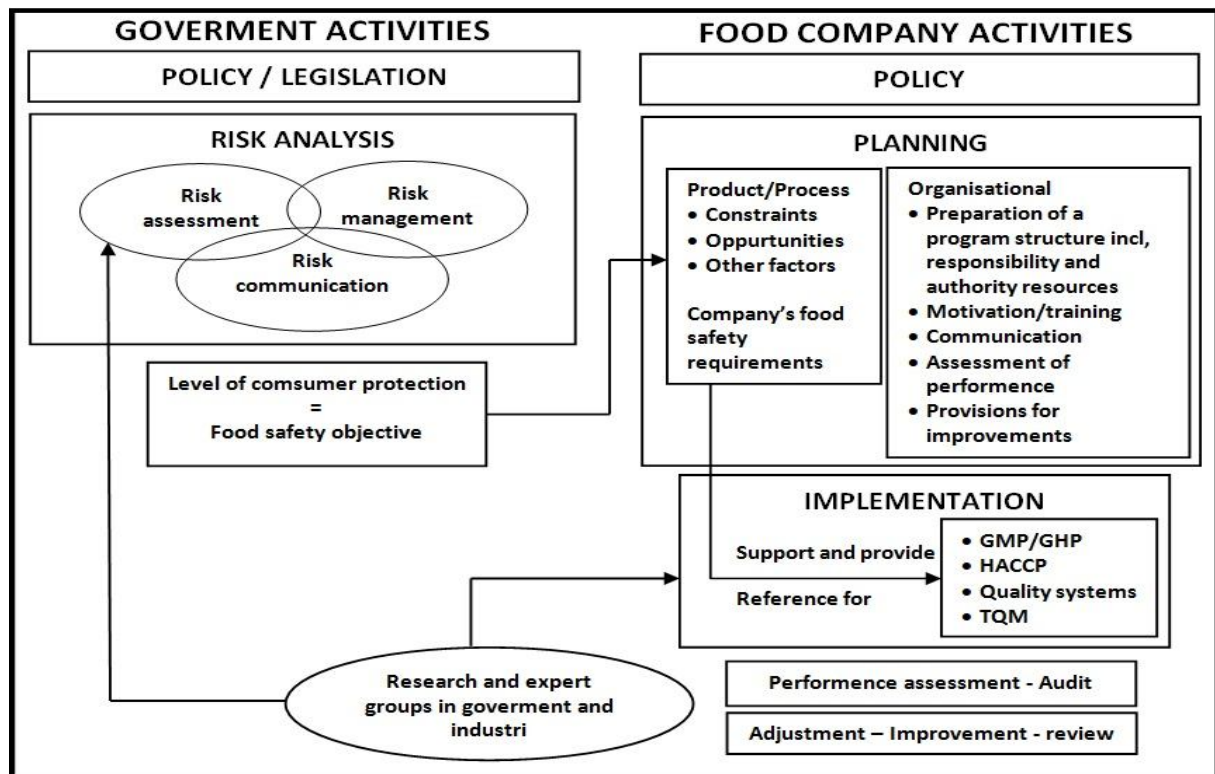 GOVERMENT ACTIVITIES
POLICY / LEGISLATION
RISK ANALYSIS
Risk
assessment
Risk
management
Risk
communication
Level of comsumer protection
=
Food safety objective
FOOD COMPANY ACTIVITIES
POLICY
PLANNING
Product/Process
• Constraints
• Oppurtunities
• Other factors
Company’s food
safety
requirements
Organisational
• Preparation of a
program structure incl,
responsibility and
authority resources
• Motivation/training
• Communication
• Assessment of
performence
• Provisions for
improvements
IMPLEMENTATION
Support and provide
Reference for
• GMP/GHP
• HACCP
• Quality systems
• TQM
Research and expert
groups in goverment and
industri
Performence assessment - Audit
Adjustment – Improvement - review